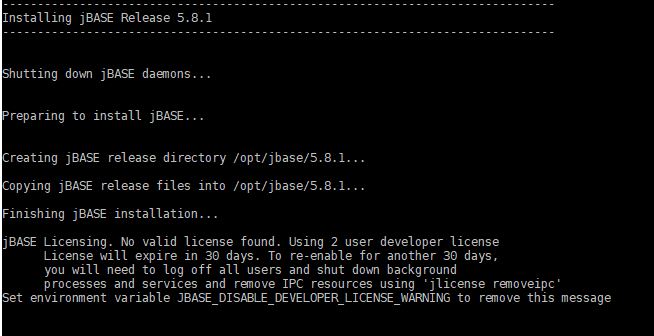 -------------------------------------------------------------------------------
Installing jBASE Release 5.8.1
-------------------------------------------------------------------------------
Shutting down jBASE daemons...
Preparing to install jBASE...
Creating jBASE release directory /opt/jbase/5.8.1...
Copying jBASE release files into /opt/jbase/5.8.1...
Finishing jBASE installation...
jBASE Licensing. No valid license found. Using 2 user developer license
License will expire in 30 days. To re-enable for another 30 days,
you will need to log off all users and shut down background
processes and services and remove IPC resources using 'jlicense removeipc'
Set environment variable JBASE_DISABLE_DEVELOPER_LICENSE_WARNING to remove this message